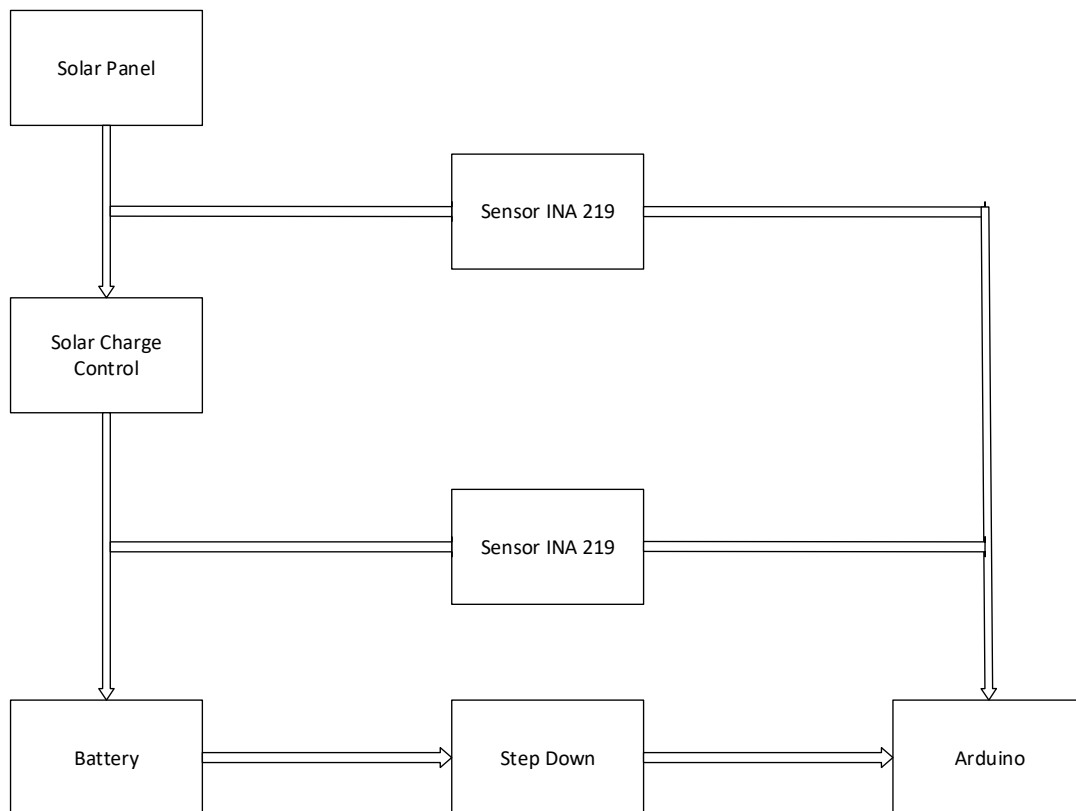 Solar Panel
Sensor INA 219
Solar Charge
Control
Sensor INA 219
Battery
Step Down
Arduino